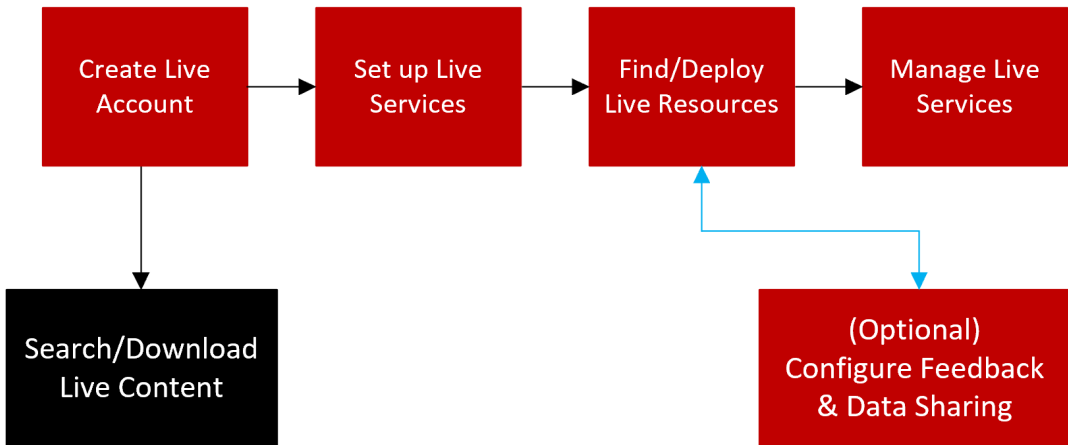 Create Live
Account
Set up Live
Services
Find/Deploy
Live Resources
Manage Live
Services
Search/Download
Live Content
(Optional)
Configure Feedback
& Data Sharing